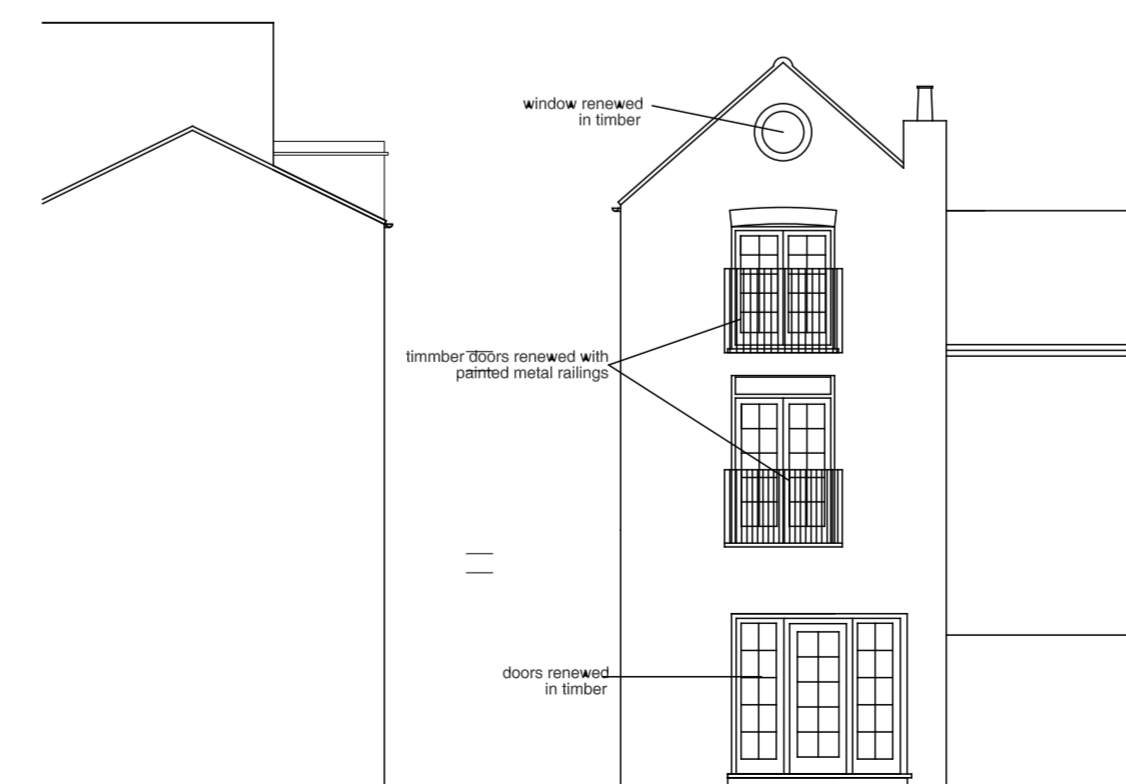 window renewed
in timber
timmber doors renewed with
painted metal railings
doors renewed
in timber